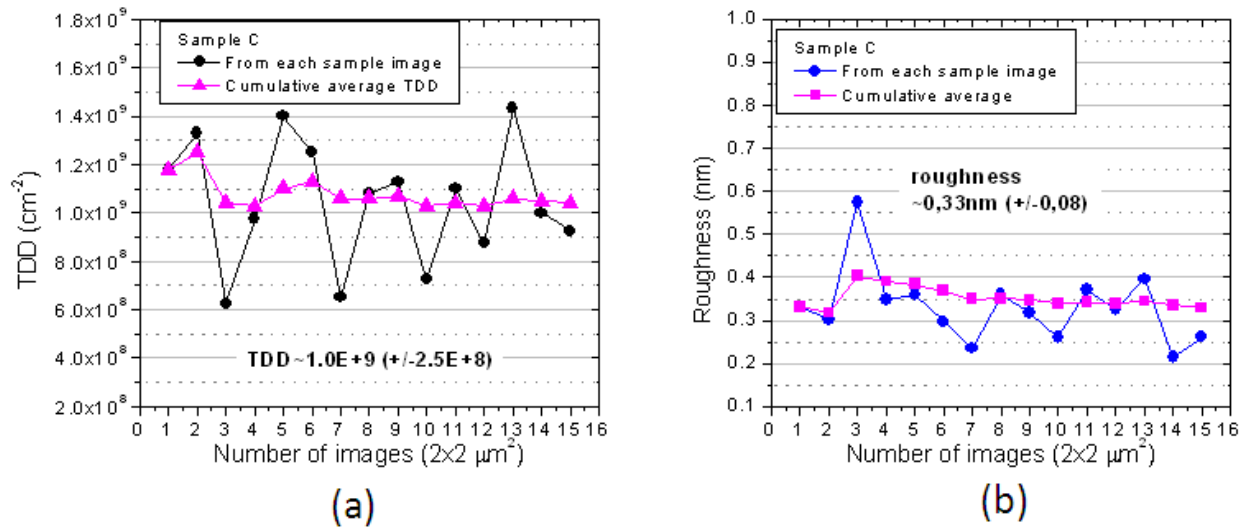 1.8x10⁹
1.6x10⁹
1.4x10⁹
1.2x10⁹
1.0x10⁹
8.0x10⁸
6.0x10⁸
4.0x10⁸
2.0x10⁸
TDD (cm⁻²)
Sample C
From each sample image
Cumulative average TDD
TDD~1.0E+9 (+/-2.5E+8)
0 1 2 3 4 5 6 7 8 9 10 11 12 13 14 15 16
Number of images (2x2 µm²)
(a)
1.0
0.9
0.8
0.7
0.6
0.5
0.4
0.3
0.2
0.1
Roughness (nm)
Sample C
From each sample image
Cumulative average
roughness
~0,33nm (+/-0,08)
0 1 2 3 4 5 6 7 8 9 10 11 12 13 14 15 16
Number of images (2x2 µm²)
(b)